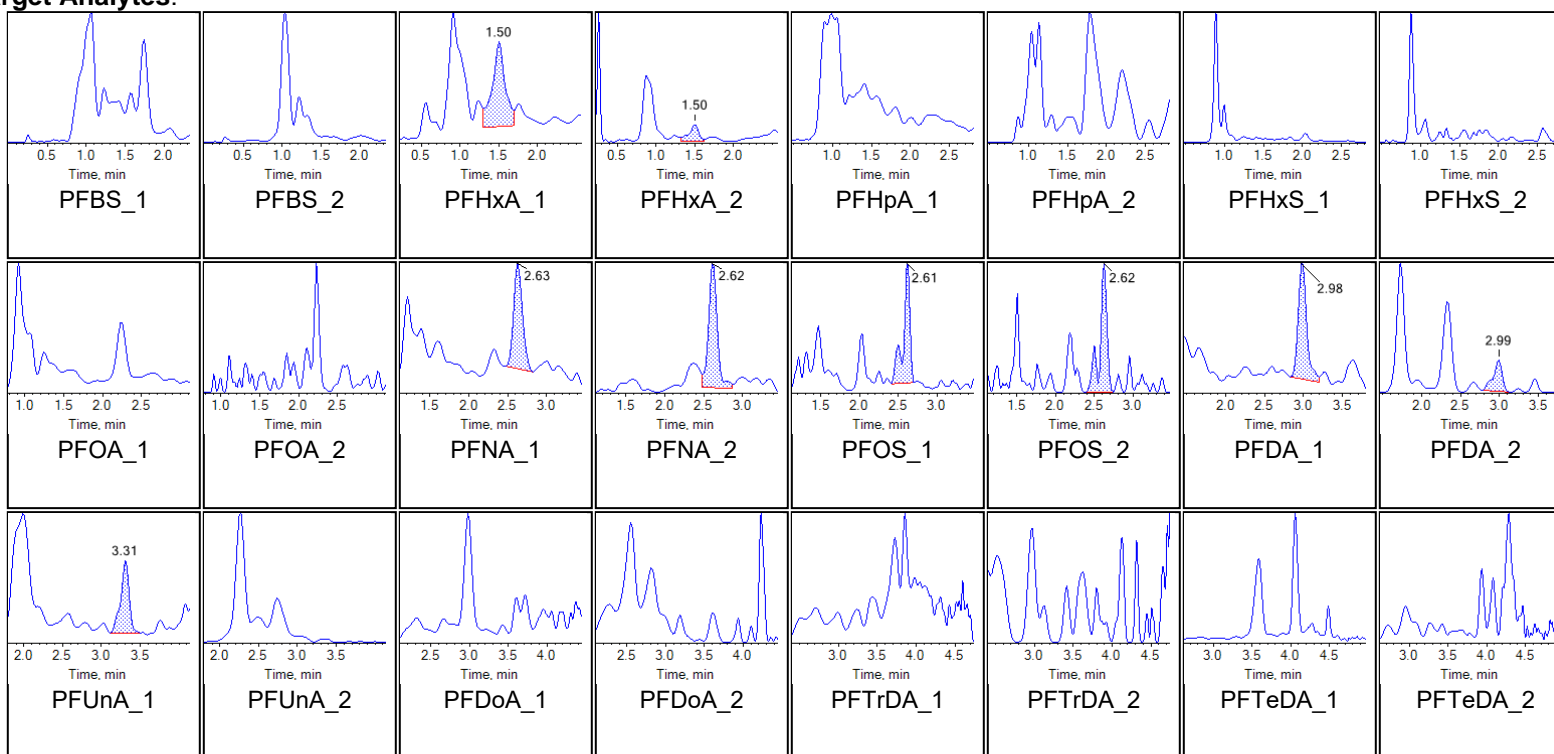 rget Analytes:
1.50
1.50
0.5 1.0 1.5 2.0
0.5 1.0 1.5 2.0
0.5 1.0 1.5 2.0
0.5 1.0 1.5 2.0
1.0 1.5 2.0 2.5
1.0 1.5 2.0 2.5
1.0 1.5 2.0 2.5
1.0 1.5 2.0 2.5
Time, min Time, min Time, min Time, min Time, min Time, min Time, min Time, min
PFBS_1 PFBS_2 PFHxA_1 PFHxA_2 PFHpA_1 PFHpA_2 PFHxS_1 PFHxS_2
2.63
2.62
2.61
2.62
2.98
2.99
1.0 1.5 2.0 2.5
1.0 1.5 2.0 2.5
1.5 2.0 2.5 3.0
1.5 2.0 2.5 3.0
1.5 2.0 2.5 3.0
1.5 2.0 2.5 3.0
2.0 2.5 3.0 3.5
2.0 2.5 3.0 3.5
Time, min Time, min Time, min Time, min Time, min Time, min Time, min Time, min
PFOA_1 PFOA_2 PFNA_1 PFNA_2 PFOS_1 PFOS_2 PFDA_1 PFDA_2
3.31
2.0 2.5 3.0 3.5
2.0 2.5 3.0 3.5
2.5 3.0 3.5 4.0
2.5 3.0 3.5 4.0
3.0 3.5 4.0 4.5
3.0 3.5 4.0 4.5
3.0 3.5 4.0 4.5
3.0 3.5 4.0 4.5
Time, min Time, min Time, min Time, min Time, min Time, min Time, min Time, min
PFUnA_1 PFUnA_2 PFDoA_1 PFDoA_2 PFTrDA_1 PFTrDA_2 PFTeDA_1 PFTeDA_2